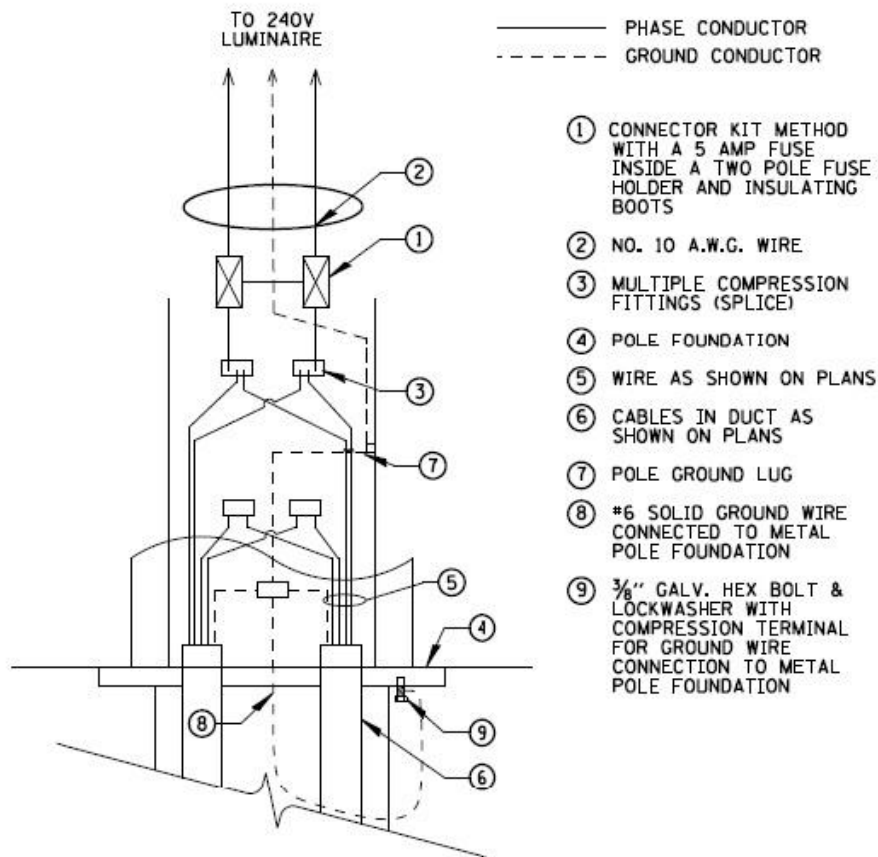 TO 240V
LUMINAIRE
PHASE CONDUCTOR
GROUND CONDUCTOR
1 CONNECTOR KIT METHOD
WITH A 5 AMP FUSE
INSIDE A TWO POLE FUSE
HOLDER AND INSULATING
BOOTS
2 NO. 10 A.W.G. WIRE
3 MULTIPLE COMPRESSION
FITTINGS (SPLICE)
4 POLE FOUNDATION
5 WIRE AS SHOWN ON PLANS
6 CABLES IN DUCT AS
SHOWN ON PLANS
7 POLE GROUND LUG
8 #6 SOLID GROUND WIRE
CONNECTED TO METAL
POLE FOUNDATION
9 3/8" GALV. HEX BOLT &
LOCKWASHER WITH
COMPRESSION TERMINAL
FOR GROUND WIRE
CONNECTION TO METAL
POLE FOUNDATION
2
1
3
7
5
4
8
9
6